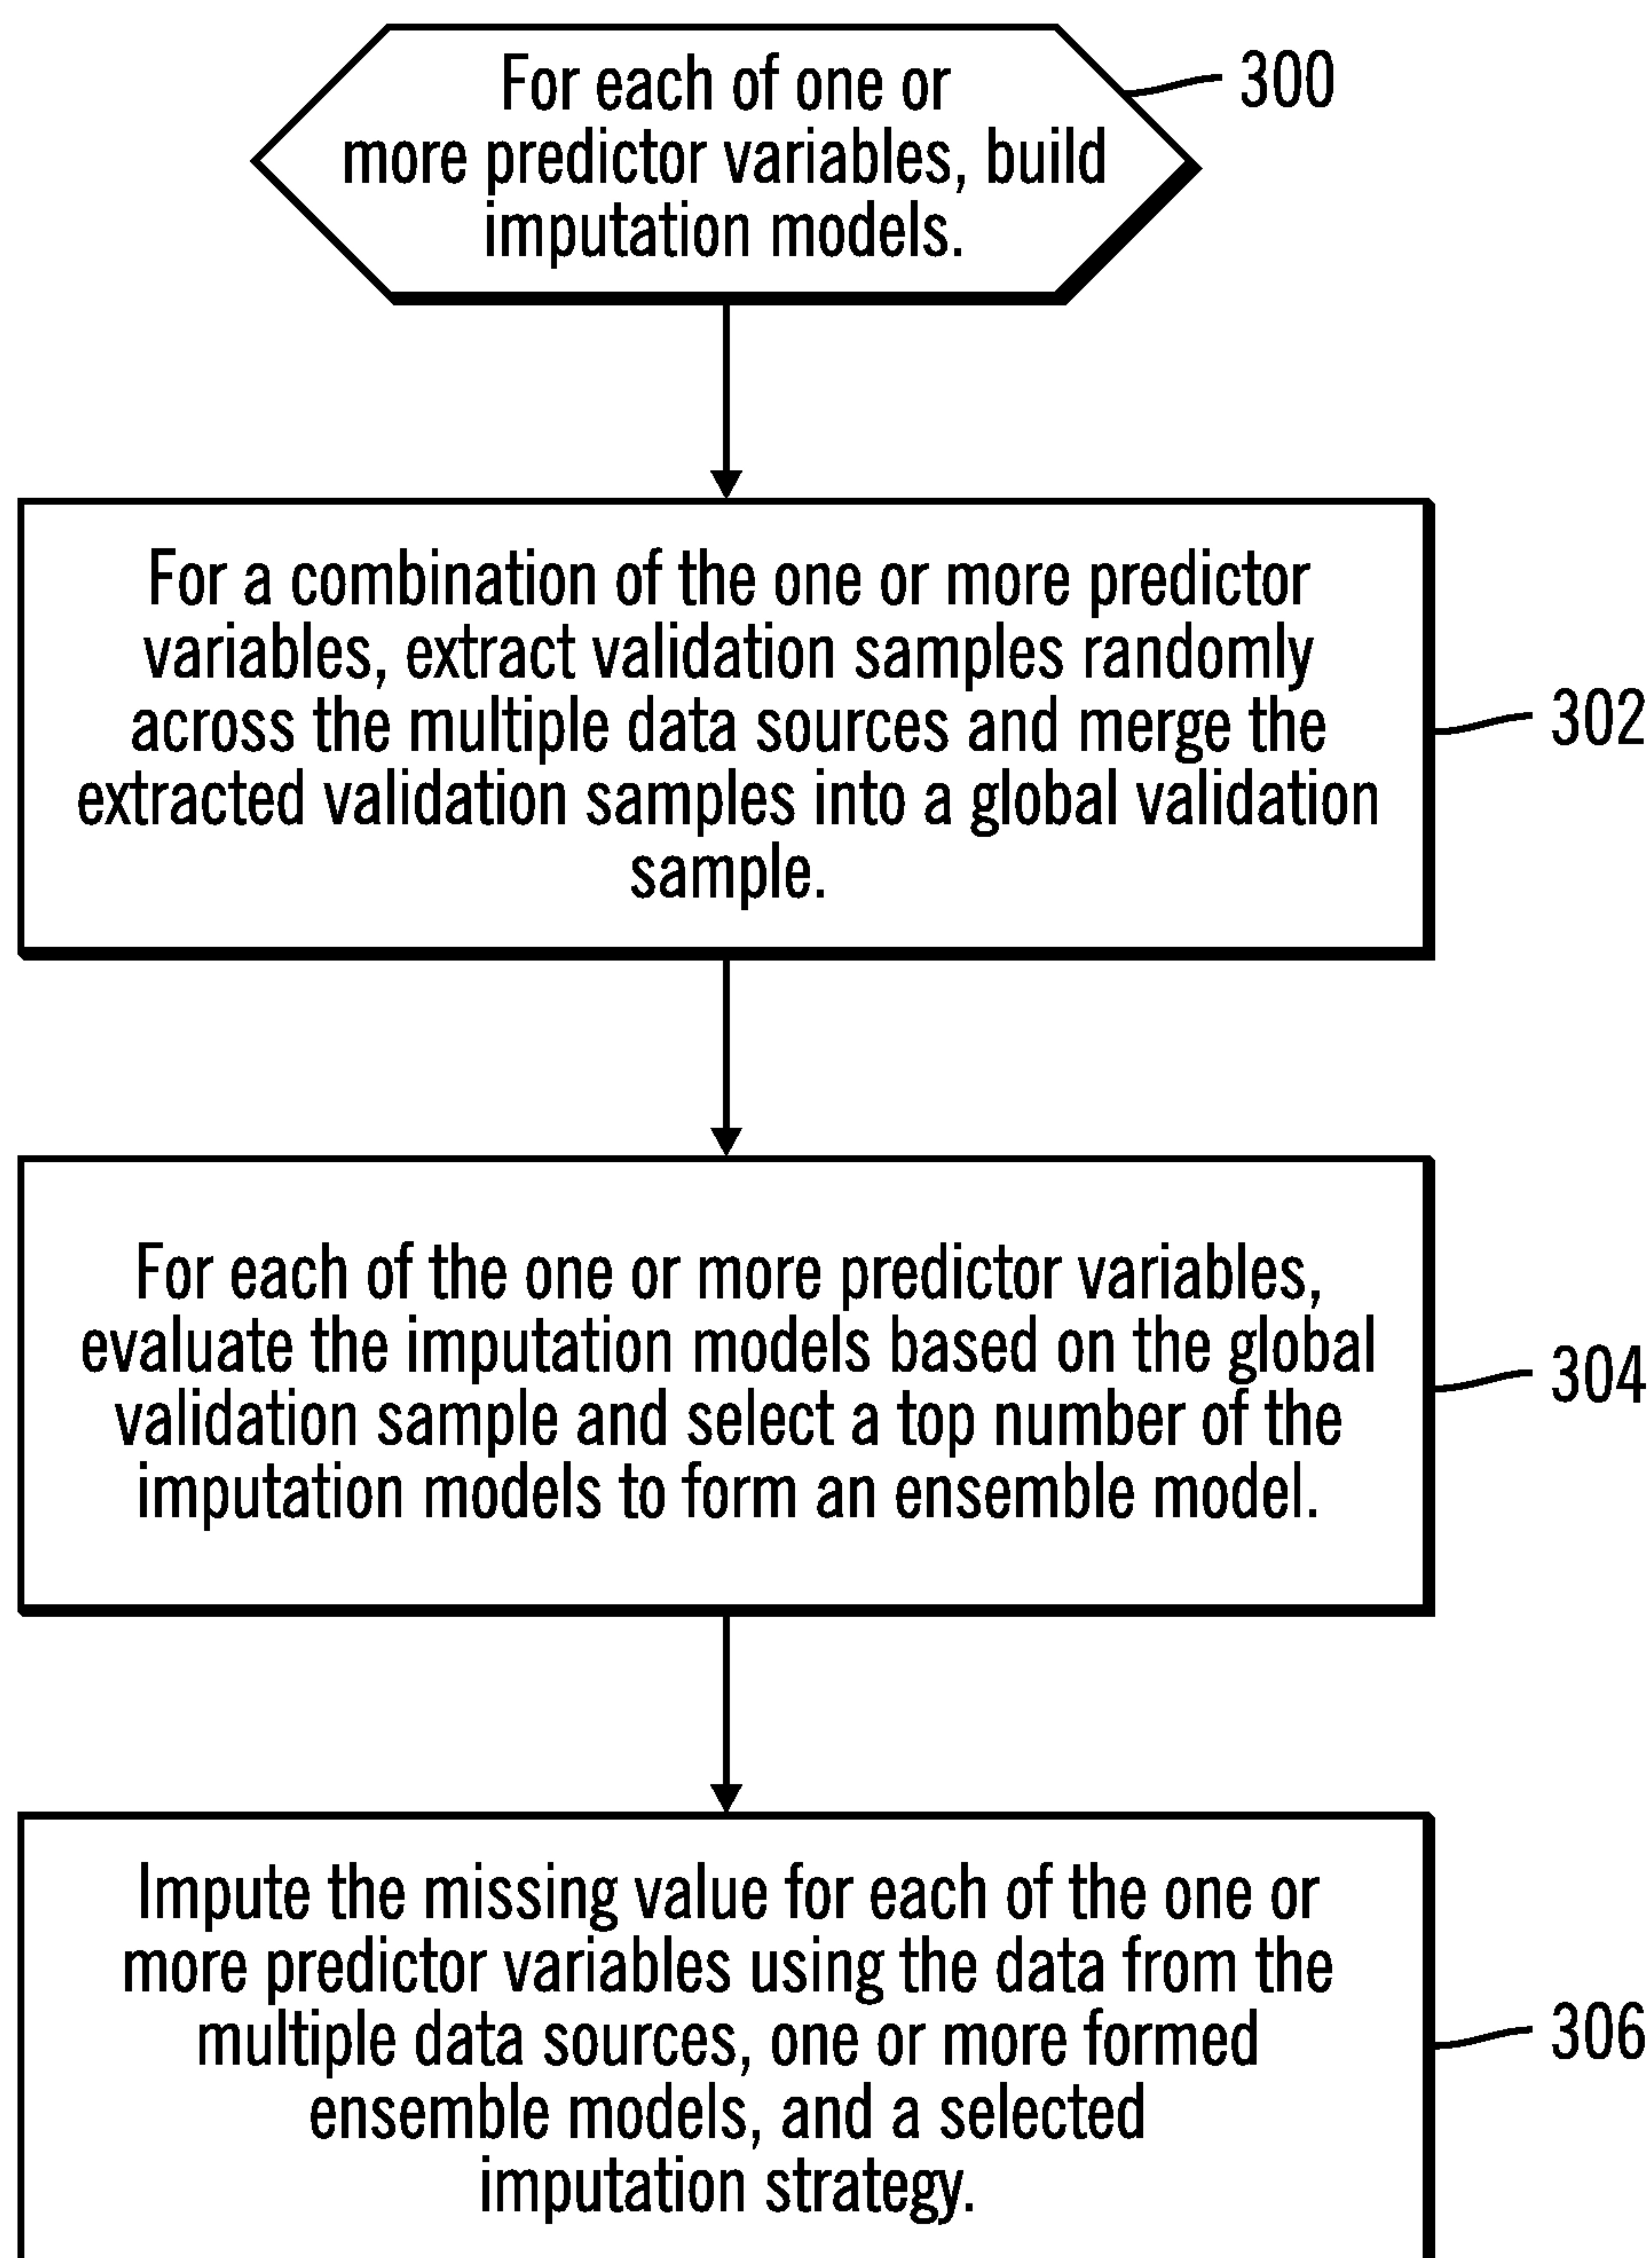 For each of one or
more predictor variables, build
imputation models.
300
For a combination of the one or more predictor
variables, extract validation samples randomly
across the multiple data sources and merge the
extracted validation samples into a global validation
sample.
302
For each of the one or more predictor variables,
evaluate the imputation models based on the global
validation sample and select a top number of the
imputation models to form an ensemble model.
304
Impute the missing value for each of the one or
more predictor variables using the data from the
multiple data sources, one or more formed
ensemble models, and a selected
imputation strategy.
306